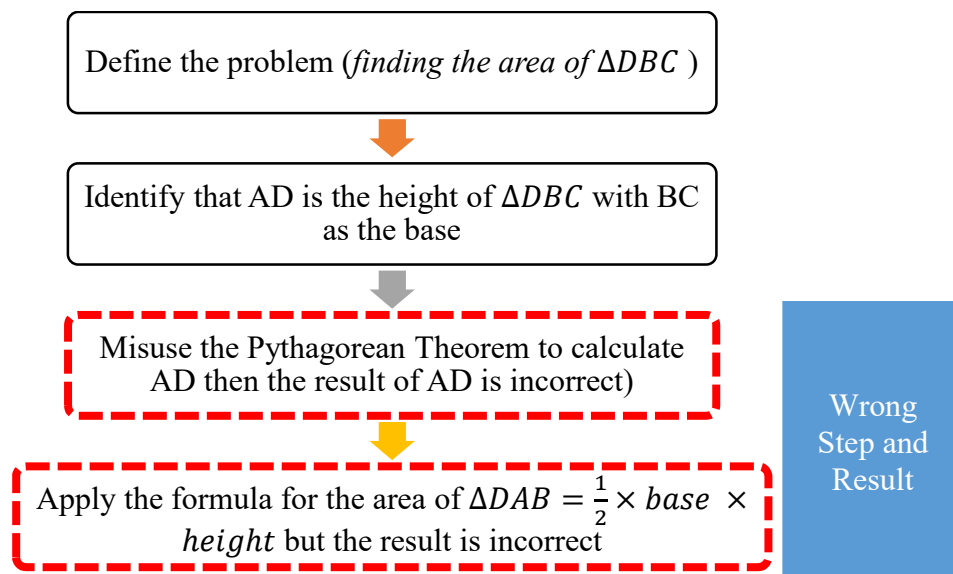 Define the problem (finding the area of ΔDBC )
Identify that AD is the height of ΔDBC with BC
as the base
Misuse the Pythagorean Theorem to calculate
AD then the result of AD is incorrect)
Apply the formula for the area of ΔDAB = 1/2 × base ×
height but the result is incorrect
Wrong
Step and
Result